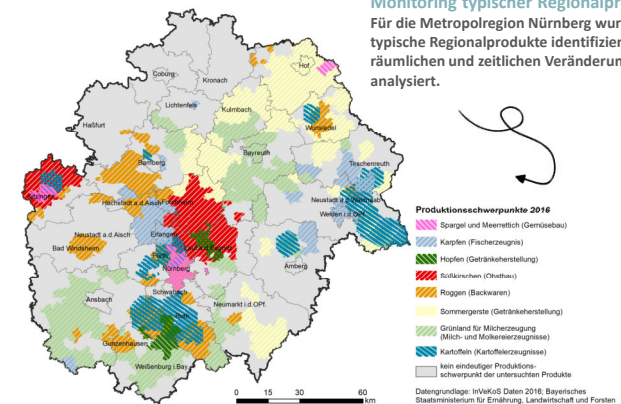 Monitoring typischer Regionalpr
Für die Metropolregion Nürnberg wur
typische Regionalprodukte identifizier
räumlichen und zeitlichen Veränderun
analysiert.
Hof
Coburg
Kronach
Lichtenfels
Kulmbach
Haßfurt
Wunsiedel
Bayreuth
Bamberg
Tirschenreuth
Kitzingen
Höchstadt a.d.Aisch
Forchheim
Neustadt a.d.Waldnaab
Weiden i.d.OPf.
Neustadt a.d.Aisch
Erlangen
Bad Windsheim
Fürth
Nürnberg
Amberg
Schwabach
Ansbach
Neumarkt i.d.OPf.
Roth
Gunzenhausen
Weißenburg i.Bay
Produktionsschwerpunkte 2016
Spargel und Meerrettich (Gemüsebau)
Karpfen (Fischerzeugnis)
Hopfen (Getränkeherstellung)
Süßkirschen (Obstbau)
Roggen (Backwaren)
Sommergerste (Getränkeherstellung)
Grünland für Milcherzeugung
(Milch- und Molkereierzeugnisse)
Kartoffeln (Kartoffelerzeugnisse)
kein eindeutiger Produktions-
schwerpunkt der untersuchten Produkte
0 15 30 60
km
Datengrundlage: InVeKoS Daten 2016; Bayerisches
Staatsministorium für Ernährung, Landwirtschaft und Forsten